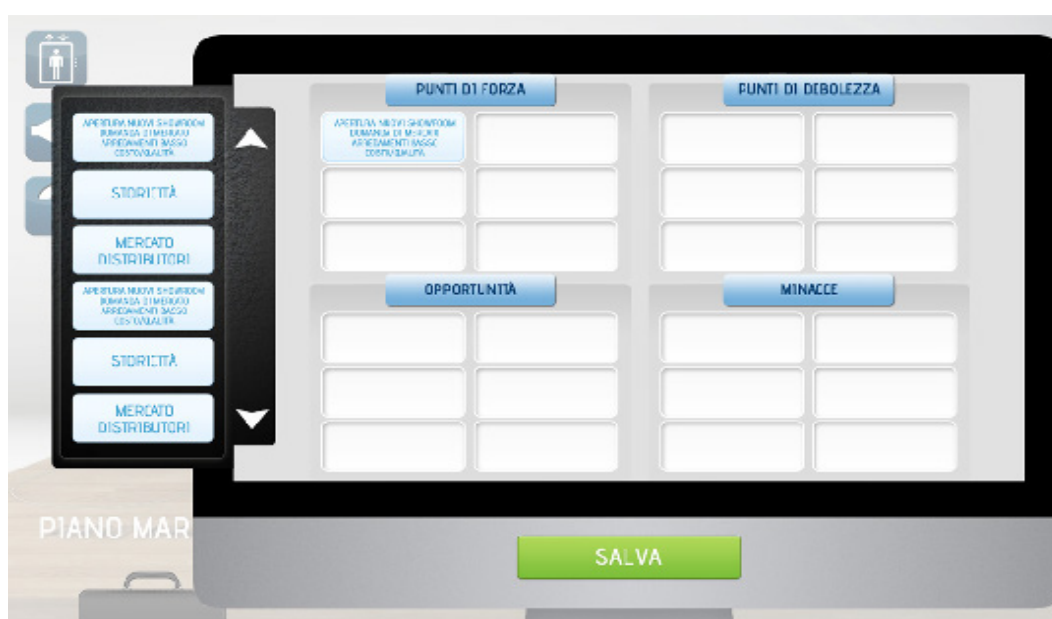 APERTURA NUOVI SHOWROOM
DOMANDA DI MERCATO
ARREDAMENTI BASSO
COSTO/QUALITÀ
STORICITÀ
MERCATO
DISTRIBUTORI
APERTURA NUOVI SHOWROOM
DOMANDA DI MERCATO
ARREDAMENTI BASSO
COSTO/QUALITÀ
STORICITÀ
MERCATO
DISTRIBUTORI
PUNTI DI FORZA
APERTURA NUOVI SHOWROOM
DOMANDA DI MERCATO
ARREDAMENTI BASSO
COSTO/QUALITÀ
PUNTI DI DEBOLEZZA
OPPORTUNITÀ
MINACCE
PIANO MAR
SALVA